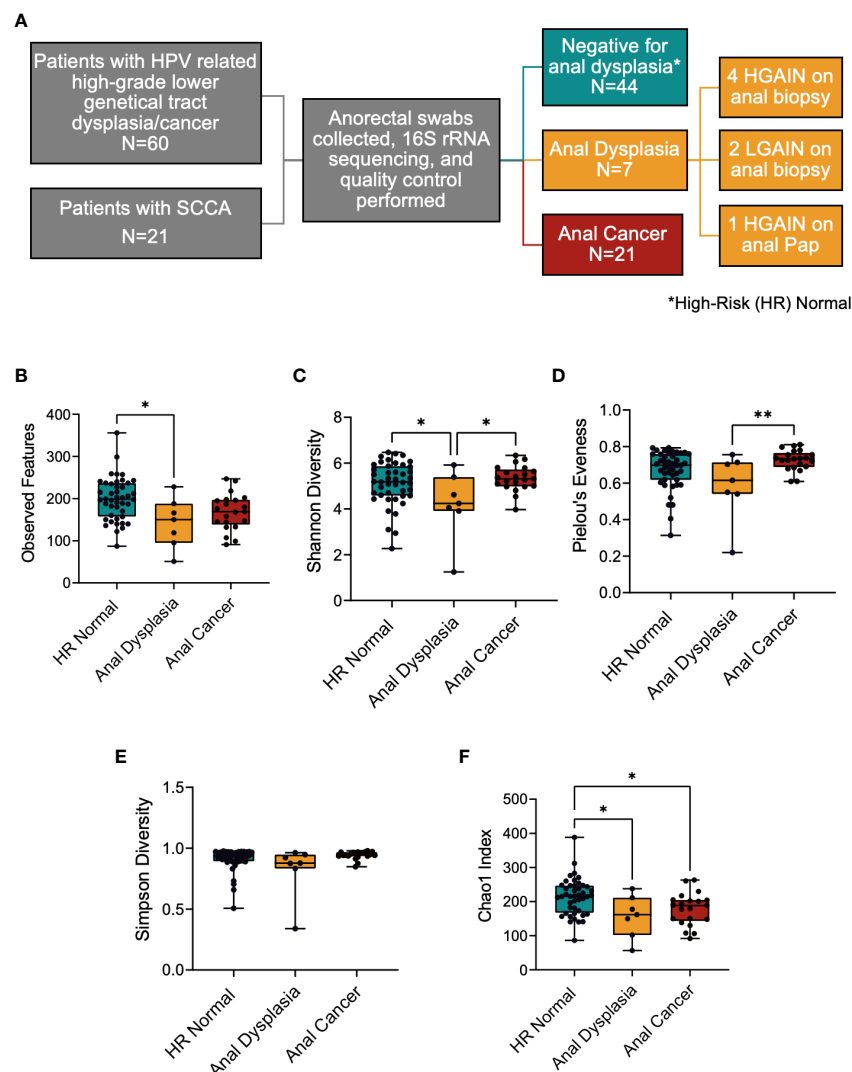 A
Patients with HPV related
high-grade lower
genetical tract
dysplasia/cancer
N=60
Patients with SCCA
N=21
Anorectal swabs
collected, 16S rRNA
sequencing, and
quality control
performed
Negative for
anal dysplasia*
N=44
Anal Dysplasia
N=7
Anal Cancer
N=21
4 HGAIN on
anal biopsy
2 LGAIN on
anal biopsy
1 HGAIN on
anal Pap
*High-Risk (HR) Normal
B
Observed Features
400
300
200
100
0
*
HR Normal
Anal Dysplasia
Anal Cancer
C
Shannon Diversity
8
6
4
2
0
*
*
HR Normal
Anal Dysplasia
Anal Cancer
D
Pielou's Eveness
1.0
0.8
0.6
0.4
0.2
0.0
**
HR Normal
Anal Dysplasia
Anal Cancer
E
Simpson Diversity
1.5
1.0
0.5
0.0
HR Normal
Anal Dysplasia
Anal Cancer
F
Chao1 Index
500
400
300
200
100
0
*
*
HR Normal
Anal Dysplasia
Anal Cancer